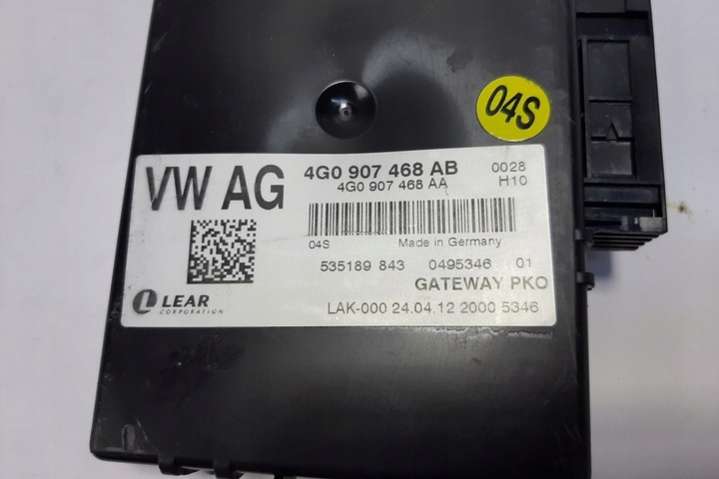 04S
VW AG
4G0 907 468 AB 0028
4G0 907 468 AA H10
04S Made in Germany
535189 843 0495346 01
GATEWAY PKO
LEAR
CORPORATION
LAK-000 24.04.12 2000 5346